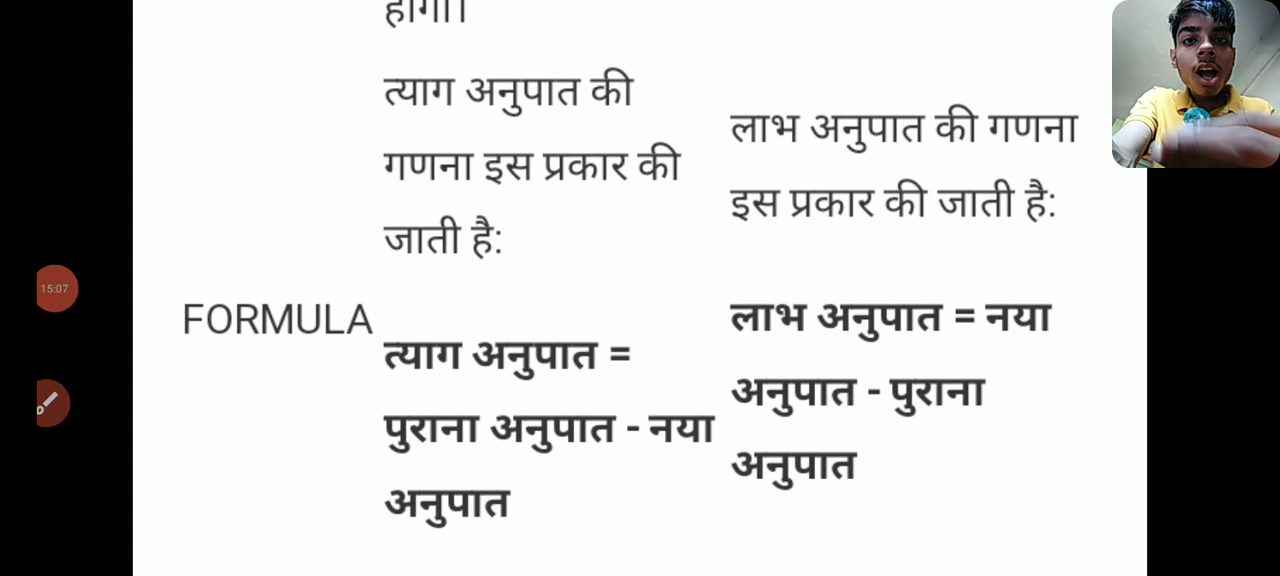 होगा।
त्याग अनुपात की
गणना इस प्रकार की
जाती है:
लाभ अनुपात की गणना
इस प्रकार की जाती है:
15:07
FORMULA
त्याग अनुपात =
पुराना अनुपात - नया
अनुपात
लाभ अनुपात = नया
अनुपात - पुराना
अनुपात